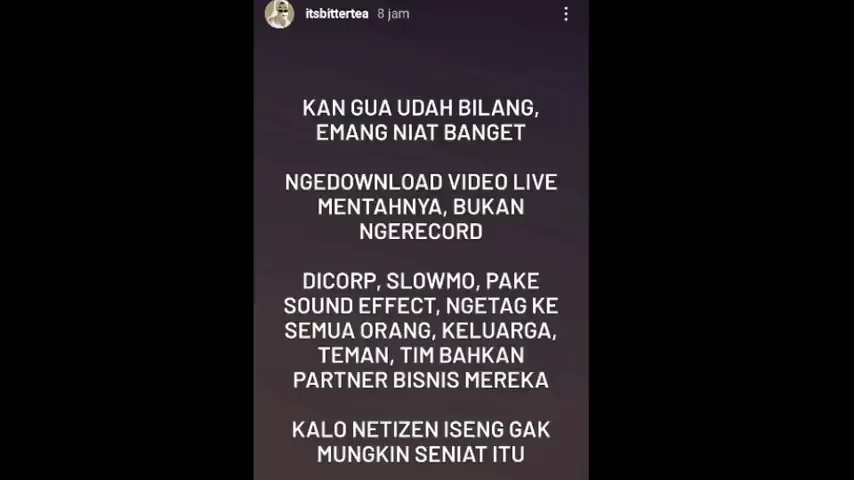 itsbittertea 8 jam
KAN GUA UDAH BILANG,
EMANG NIAT BANGET
NGEDOWNLOAD VIDEO LIVE
MENTAHNYA, BUKAN
NGERECORD
DICORP, SLOWMO, PAKE
SOUND EFFECT, NGETAG KE
SEMUA ORANG, KELUARGA,
TEMAN, TIM BAHKAN
PARTNER BISNIS MEREKA
KALO NETIZEN ISENG GAK
MUNGKIN SENIAT ITU